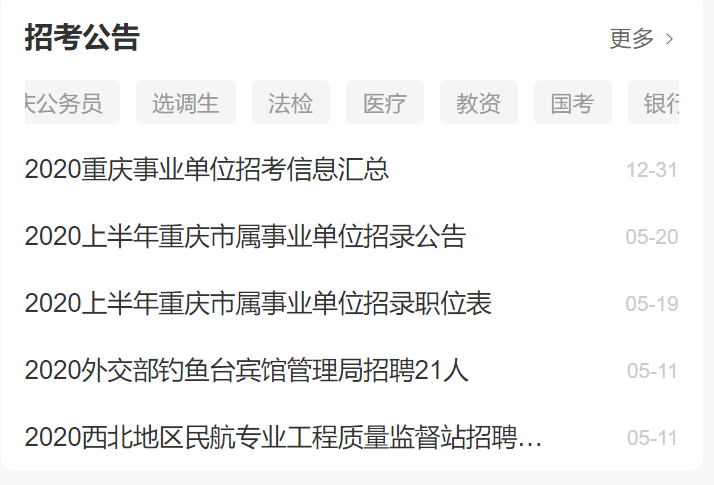 招考公告 更多
公务员 选调生 法检 医疗 教资 国考 银行
2020重庆事业单位招考信息汇总 12-31
2020上半年重庆市属事业单位招录公告 05-20
2020上半年重庆市属事业单位招录职位表 05-19
2020外交部钓鱼台宾馆管理局招聘21人 05-11
2020西北地区民航专业工程质量监督站招聘… 05-11